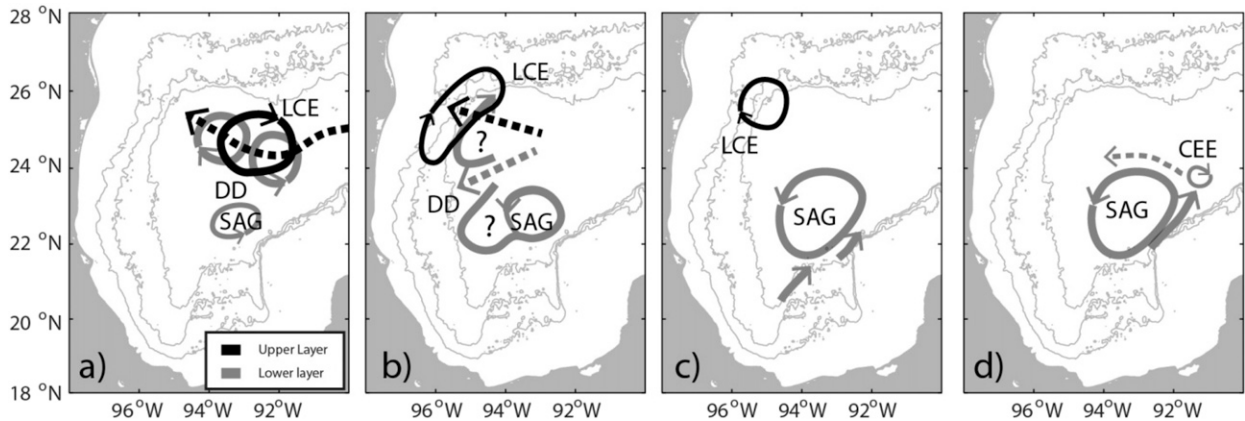 28 °N
26 °N
24 °N
22 °N
20 °N
18 °N
LCE
DD
SAG
Upper Layer
Lower layer
a)
96°W
94°W
92°W
LCE
?
DD
?
SAG
b)
96°W
94°W
92°W
LCE
SAG
c)
96°W
94°W
92°W
CEE
SAG
d)
96°W
94°W
92°W